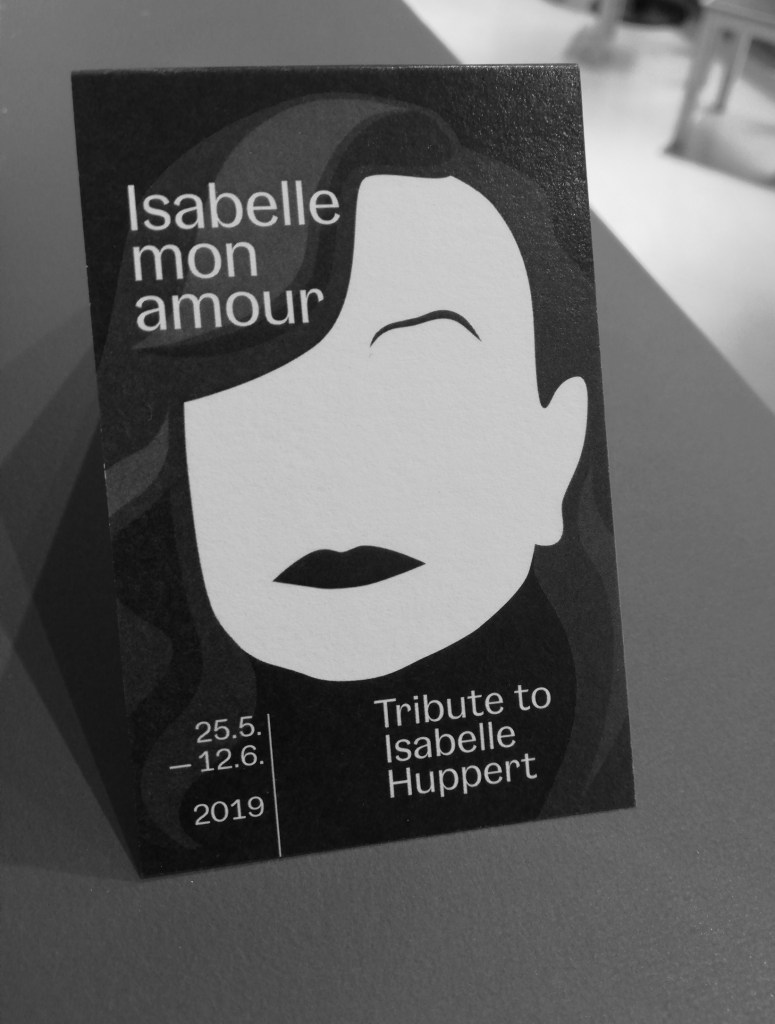 Isabelle
mon
amour
25.5.
– 12.6.
2019
Tribute to
Isabelle
Huppert